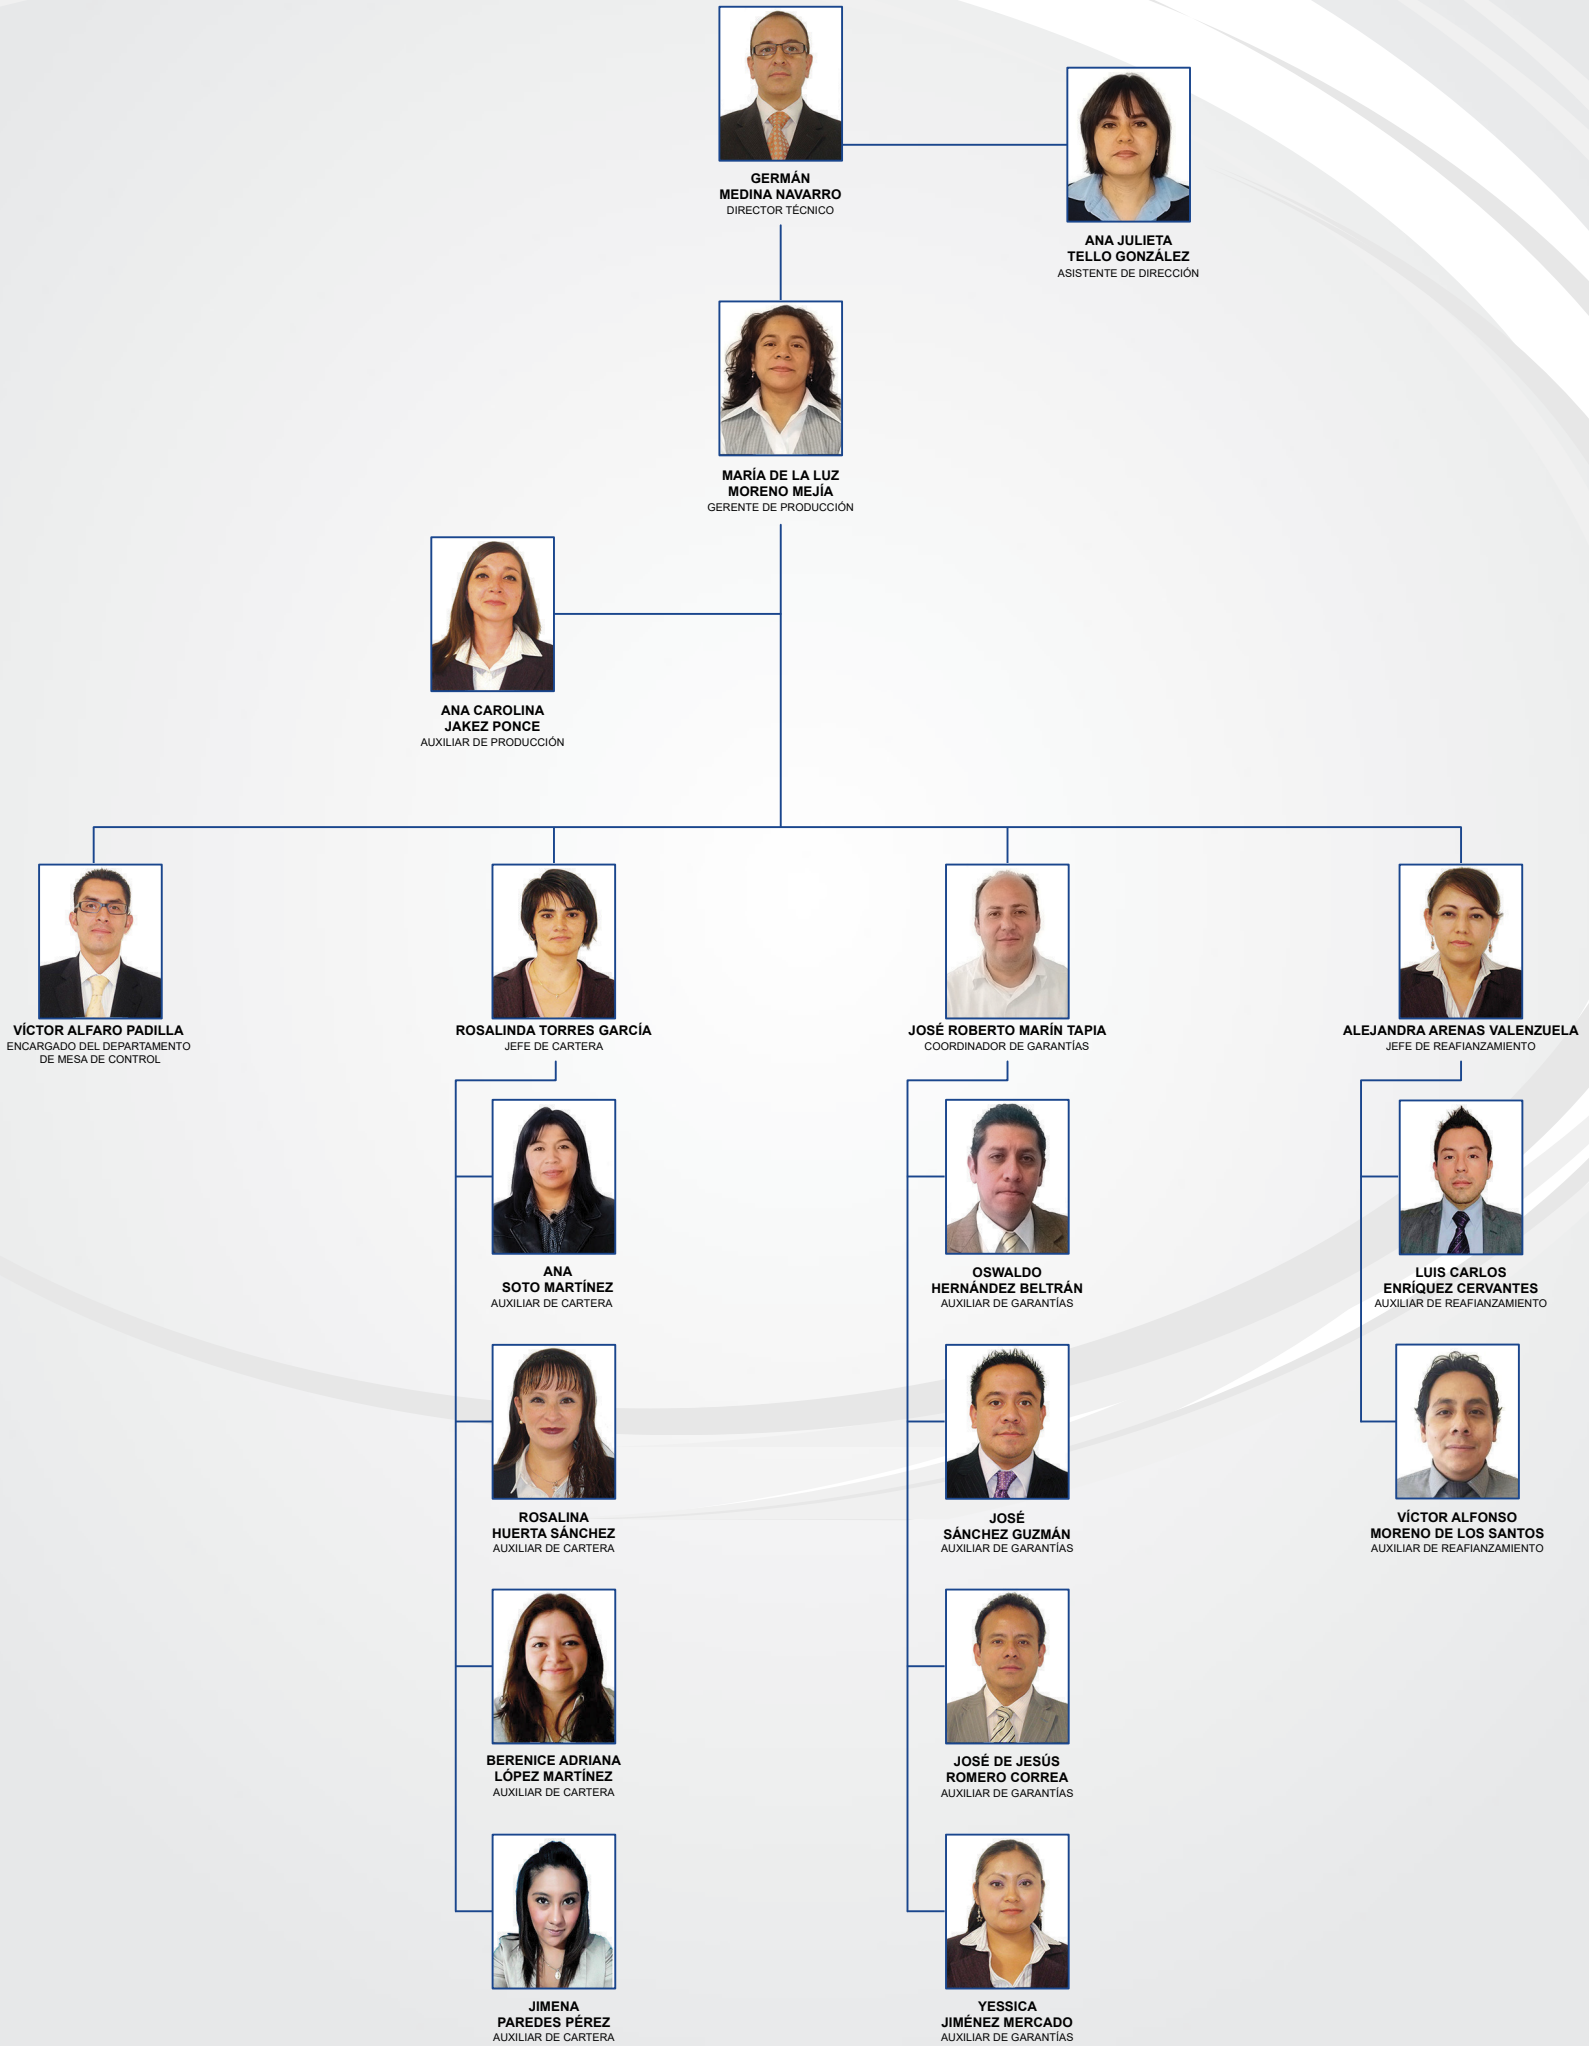 GERMÁN
MEDINA NAVARRO
DIRECTOR TÉCNICO
ANA JULIETA
TELLO GONZÁLEZ
ASISTENTE DE DIRECCIÓN
MARÍA DE LA LUZ
MORENO MEJÍA
GERENTE DE PRODUCCIÓN
ANA CAROLINA
JAKEZ PONCE
AUXILIAR DE PRODUCCIÓN
VÍCTOR ALFARO PADILLA
ENCARGADO DEL DEPARTAMENTO
DE MESA DE CONTROL
ROSALINDA TORRES GARCÍA
JEFE DE CARTERA
JOSÉ ROBERTO MARÍN TAPIA
COORDINADOR DE GARANTÍAS
ALEJANDRA ARENAS VALENZUELA
JEFE DE REAFIANZAMIENTO
ANA
SOTO MARTÍNEZ
AUXILIAR DE CARTERA
OSWALDO
HERNÁNDEZ BELTRÁN
AUXILIAR DE GARANTÍAS
LUIS CARLOS
ENRÍQUEZ CERVANTES
AUXILIAR DE REAFIANZAMIENTO
ROSALINA
HUERTA SÁNCHEZ
AUXILIAR DE CARTERA
JOSÉ
SÁNCHEZ GUZMÁN
AUXILIAR DE GARANTÍAS
VÍCTOR ALFONSO
MORENO DE LOS SANTOS
AUXILIAR DE REAFIANZAMIENTO
BERENICE ADRIANA
LÓPEZ MARTÍNEZ
AUXILIAR DE CARTERA
JOSÉ DE JESÚS
ROMERO CORREA
AUXILIAR DE GARANTÍAS
JIMENA
PAREDES PÉREZ
AUXILIAR DE CARTERA
YESSICA
JIMÉNEZ MERCADO
AUXILIAR DE GARANTÍAS